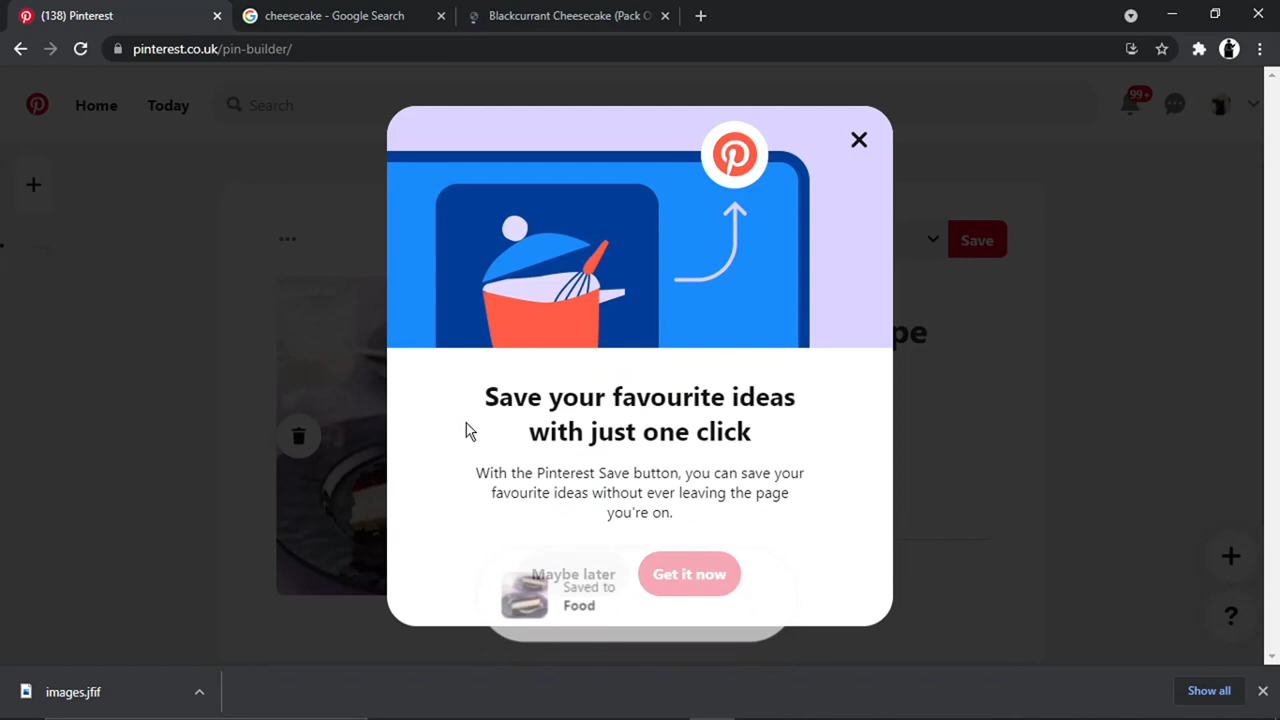 (138) Pinterest
cheesecake - Google Search
Blackcurrant Cheesecake (Pack O
pinterest.co.uk/pin-builder/
Home
Today
Search
99+
Save
pe
Save your favourite ideas
with just one click
With the Pinterest Save button, you can save your
favourite ideas without ever leaving the page
you're on.
Maybe later
Get it now
Saved to
Food
?
images.jfif
Show all